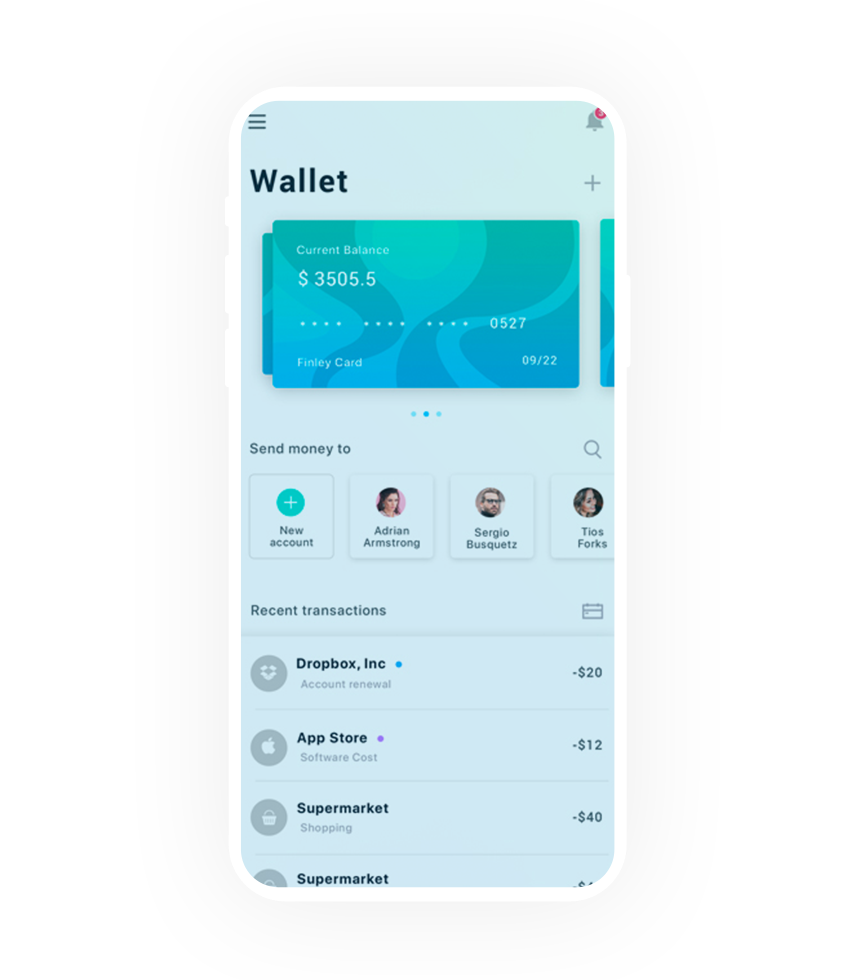 Wallet
Current Balance
$ 3505.5
**** **** **** 0527
Finley Card 09/22
Send money to
New
account
Adrian
Armstrong
Sergio
Busquetz
Tios
Forks
Recent transactions
Dropbox, Inc
-$20
Account renewal
App Store
-$12
Software Cost
Supermarket
-$40
Shopping
Supermarket